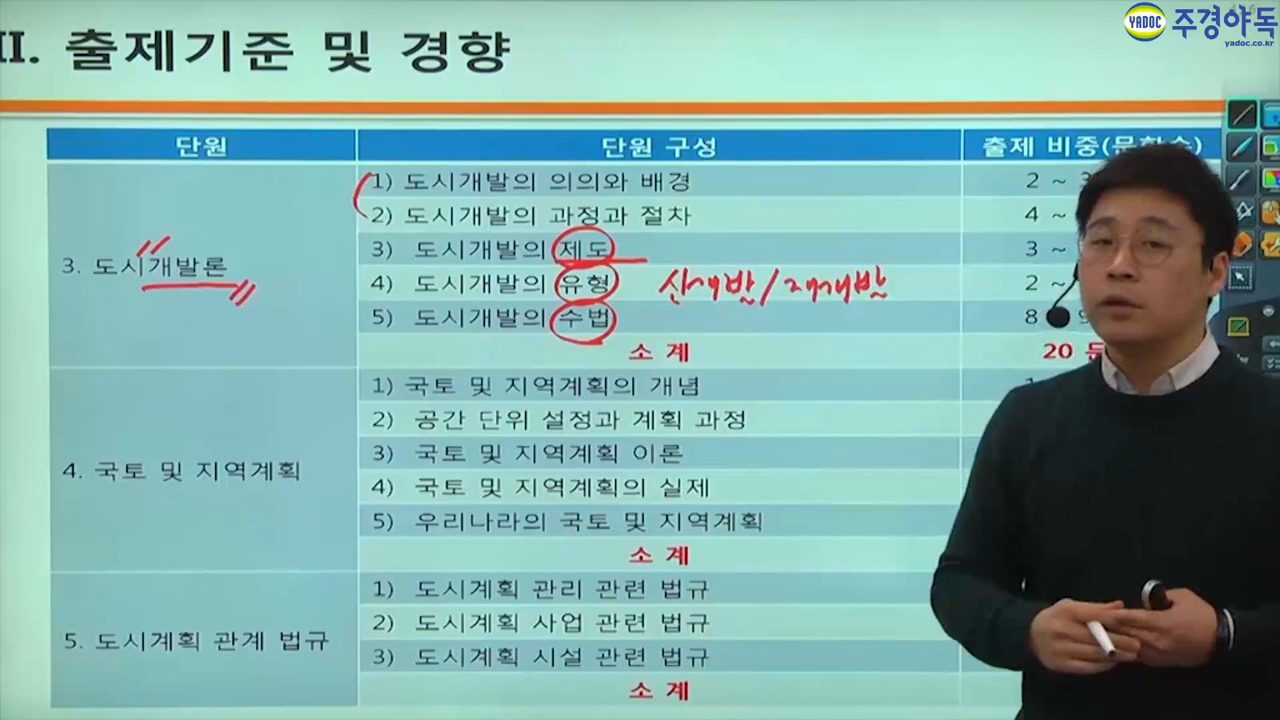 YADOC 주경야독
yadoc.co.kr
II. 출제기준 및 경향
단원 단원 구성 출제 비중(문항수)
3. 도시개발론
1) 도시개발의 의의와 배경 2 ~ 3
2) 도시개발의 과정과 절차 4 ~
3) 도시개발의 제도 3 ~
4) 도시개발의 유형 신개발/재개발 2 ~
5) 도시개발의 수법 8
소 계 20
4. 국토 및 지역계획
1) 국토 및 지역계획의 개념
2) 공간 단위 설정과 계획 과정
3) 국토 및 지역계획 이론
4) 국토 및 지역계획의 실제
5) 우리나라의 국토 및 지역계획
소 계
5. 도시계획 관계 법규
1) 도시계획 관리 관련 법규
2) 도시계획 사업 관련 법규
3) 도시계획 시설 관련 법규
소 계